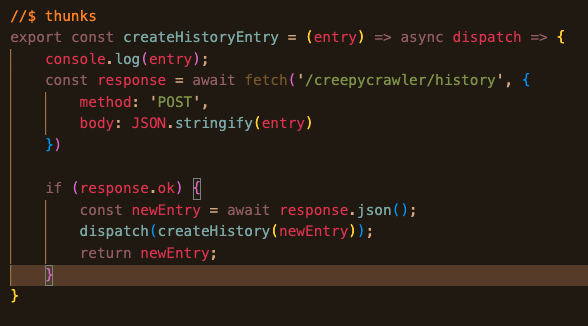 //$ thunks
export const createHistoryEntry = (entry) => async dispatch => {
    console.log(entry);
    const response = await fetch('/creepycrawler/history', {
        method: 'POST',
        body: JSON.stringify(entry)
    })

    if (response.ok) {
        const newEntry = await response.json();
        dispatch(createHistory(newEntry));
        return newEntry;
    }
}